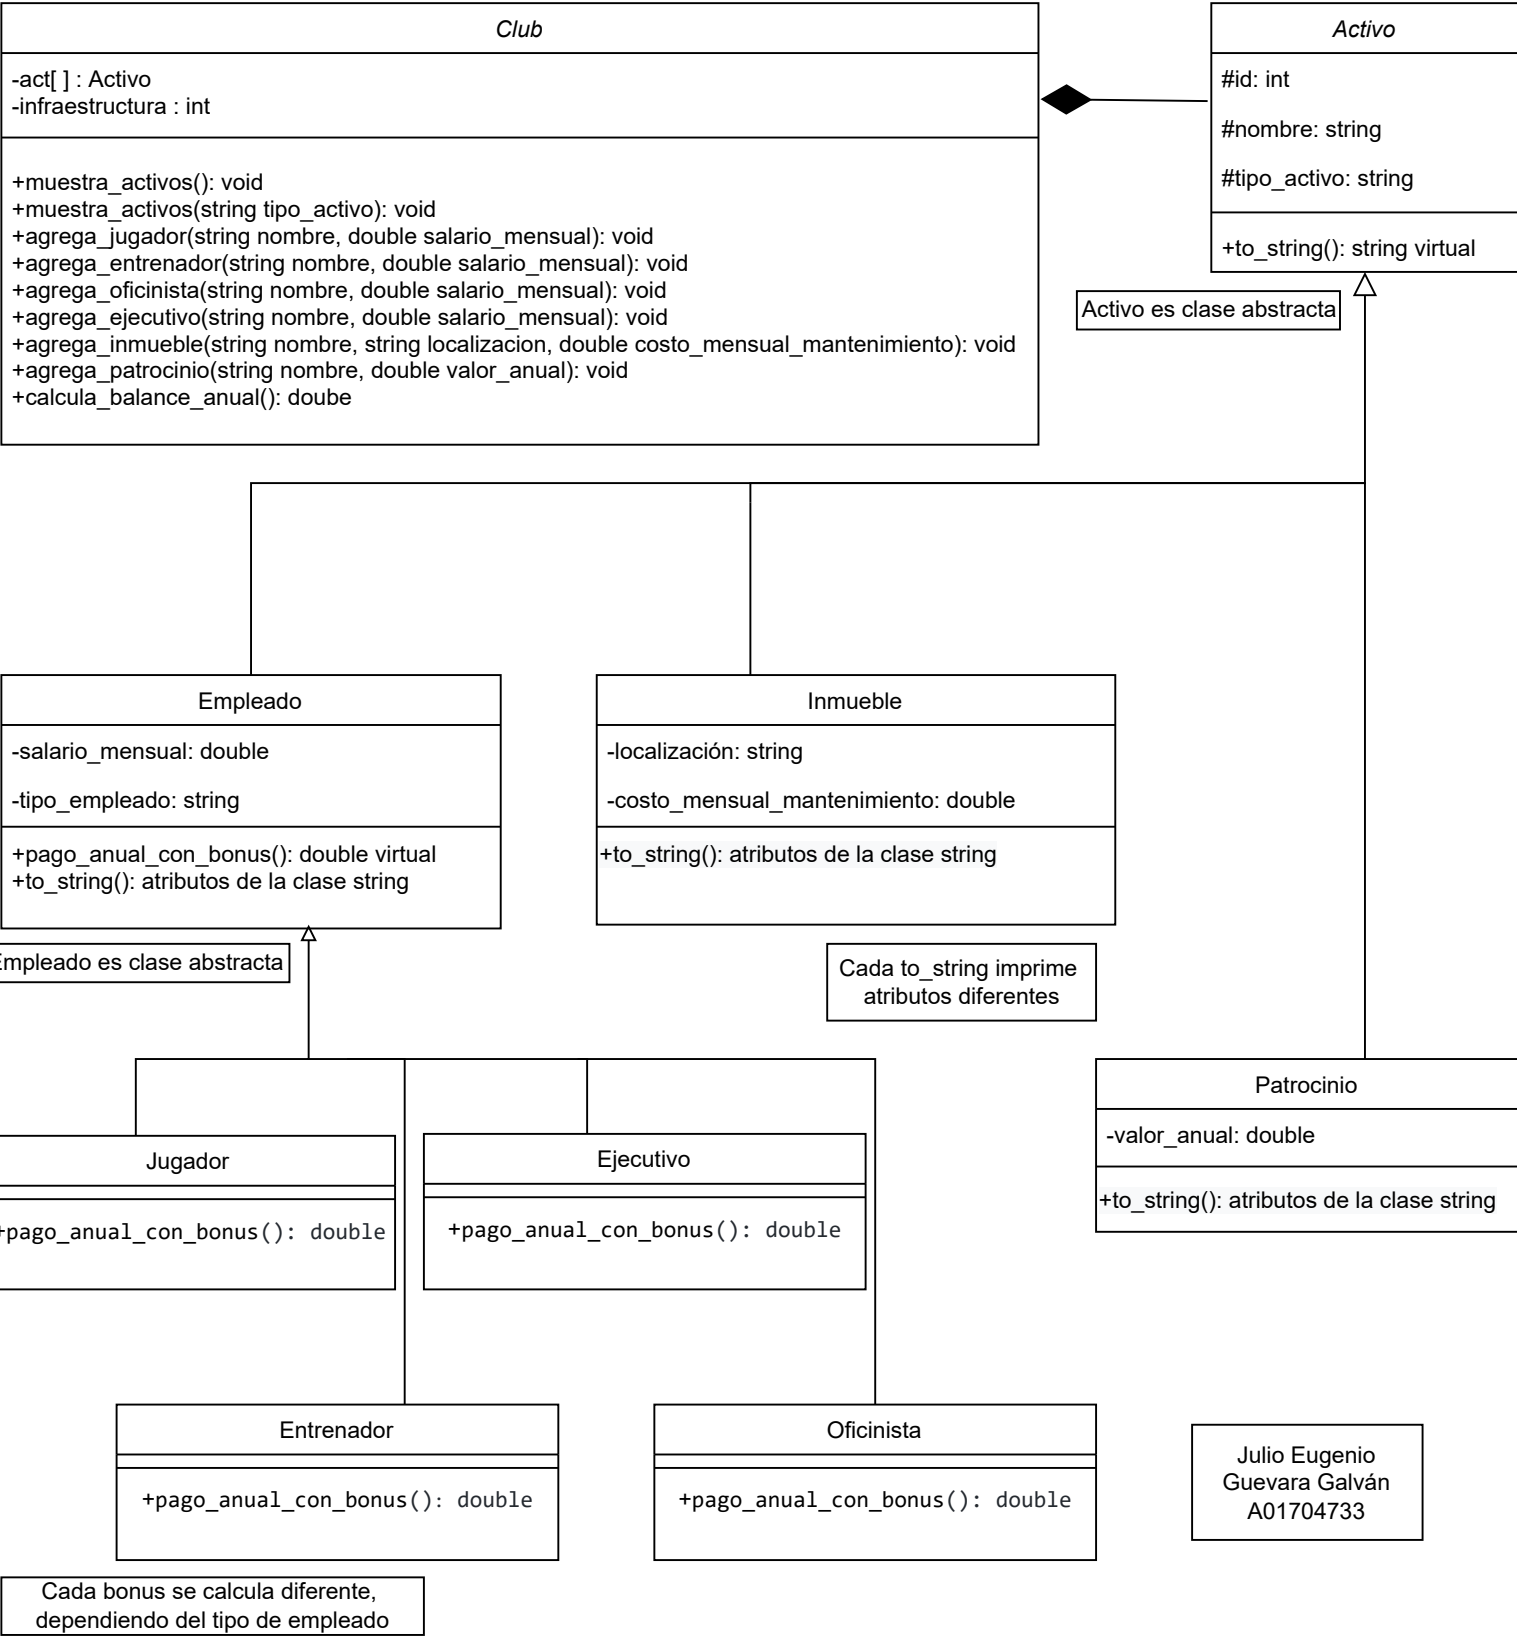 Club
-act[ ] : Activo
-infraestructura : int
+muestra_activos(): void
+muestra_activos(string tipo_activo): void
+agrega_jugador(string nombre, double salario_mensual): void
+agrega_entrenador(string nombre, double salario_mensual): void
+agrega_oficinista(string nombre, double salario_mensual): void
+agrega_ejecutivo(string nombre, double salario_mensual): void
+agrega_inmueble(string nombre, string localizacion, double costo_mensual_mantenimiento): void
+agrega_patrocinio(string nombre, double valor_anual): void
+calcula_balance_anual(): doube
Activo
#id: int
#nombre: string
#tipo_activo: string
+to_string(): string virtual
Activo es clase abstracta
Empleado
-salario_mensual: double
-tipo_empleado: string
+pago_anual_con_bonus(): double virtual
+to_string(): atributos de la clase string
Empleado es clase abstracta
Inmueble
-localización: string
-costo_mensual_mantenimiento: double
+to_string(): atributos de la clase string
Cada to_string imprime
atributos diferentes
Patrocinio
-valor_anual: double
+to_string(): atributos de la clase string
Jugador
+pago_anual_con_bonus(): double
Ejecutivo
+pago_anual_con_bonus(): double
Entrenador
+pago_anual_con_bonus(): double
Oficinista
+pago_anual_con_bonus(): double
Julio Eugenio
Guevara Galván
A01704733
Cada bonus se calcula diferente,
dependiendo del tipo de empleado